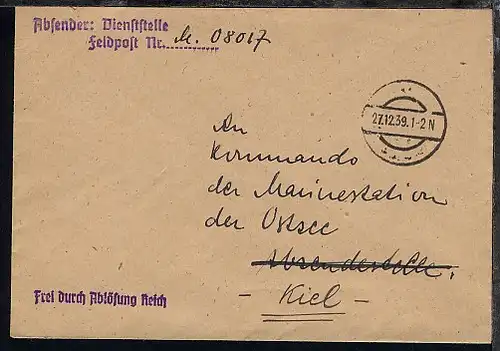 Absender: Dienststelle
Feldpost Nr. M. 08017
27.12.39. 1-2 N
An
Kommando
der Marinestation
der Ostsee
Absendestelle.
- Kiel -
Frei durch Ablösung Reich